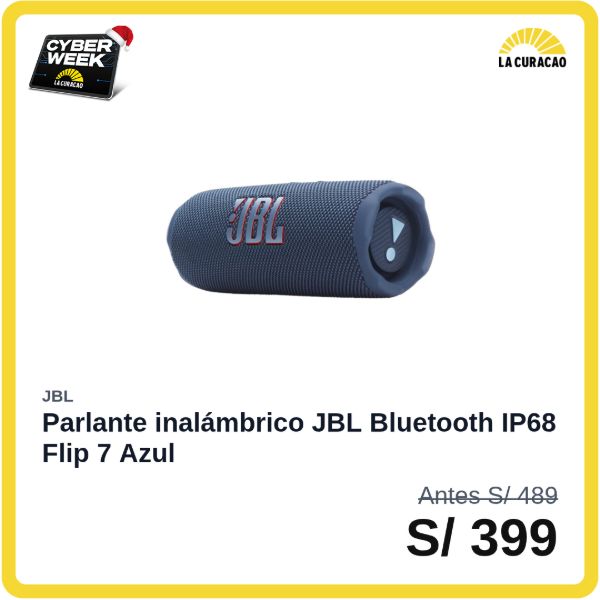 CYBER
WEEK
LA CURACAO
LA CURACAO
JBL
JBL
Parlante inalámbrico JBL Bluetooth IP68
Flip 7 Azul
Antes S/ 489
S/ 399